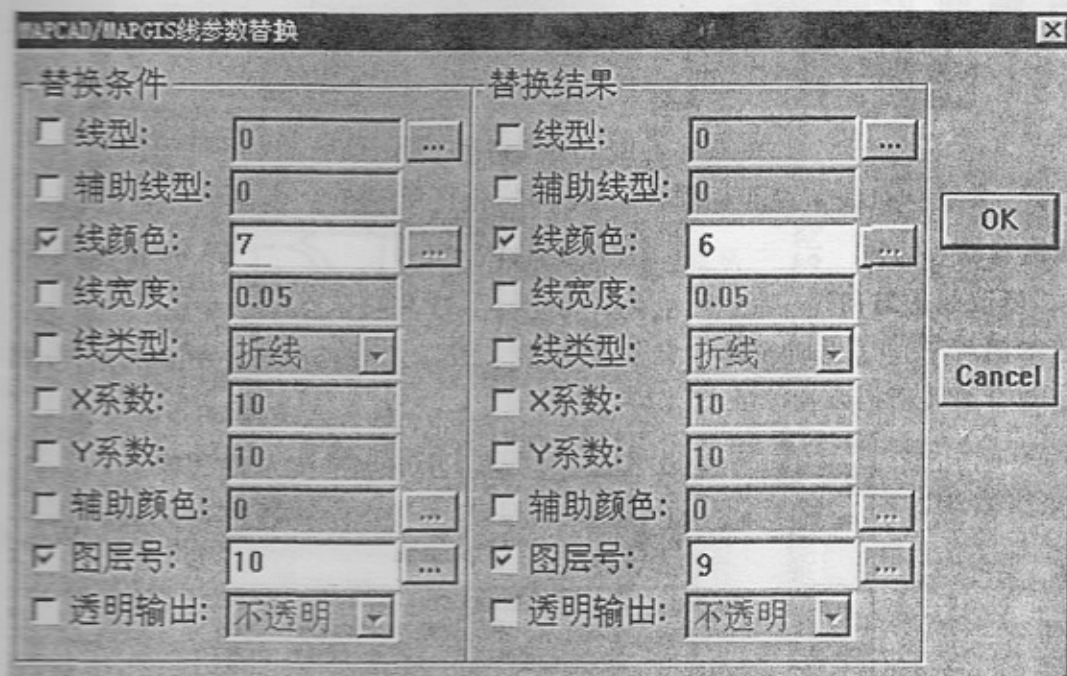 MAPCAD/MAPGIS线参数替换
替换条件
线型: 0 ...
辅助线型: 0
线颜色: 7 ...
线宽度: 0.05
线类型: 折线
X系数: 10
Y系数: 10
辅助颜色: 0 ...
图层号: 10 ...
透明输出: 不透明
替换结果
线型: 0 ...
辅助线型: 0
线颜色: 6 ...
线宽度: 0.05
线类型: 折线
X系数: 10
Y系数: 10
辅助颜色: 0 ...
图层号: 9 ...
透明输出: 不透明
OK
Cancel